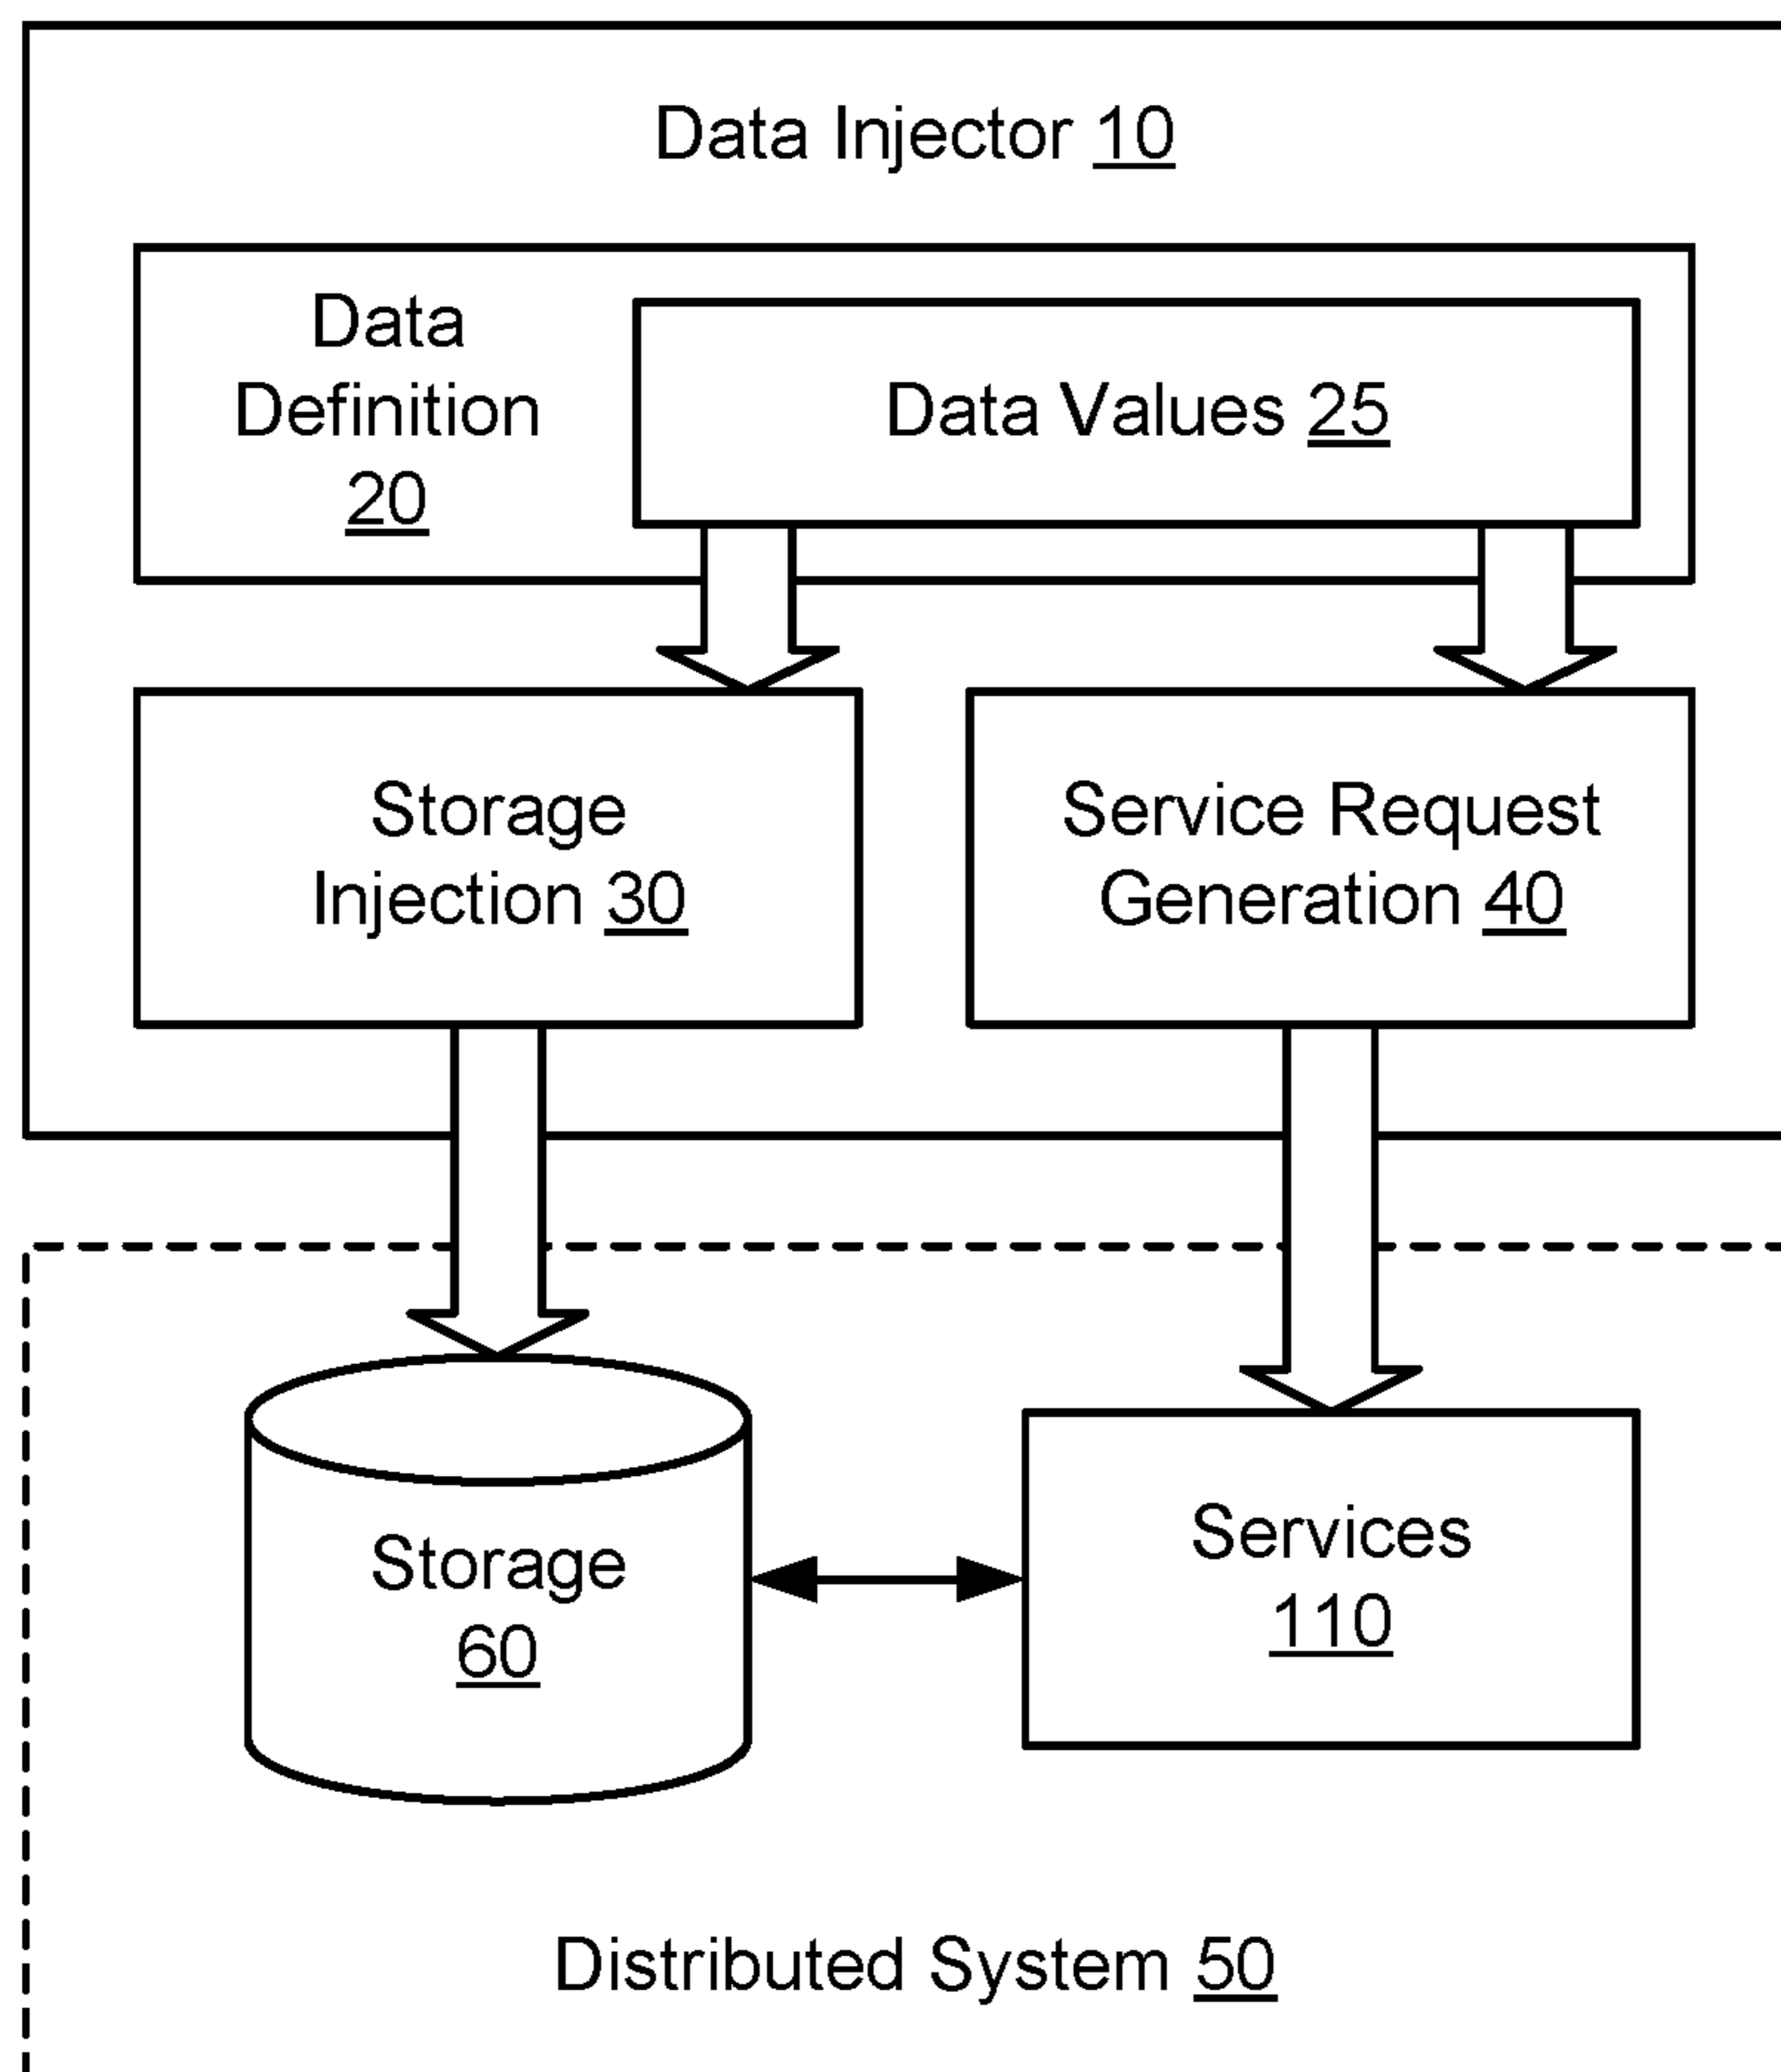 Data Injector 10
Data
Definition
20
Data Values 25
Storage
Injection 30
Service Request
Generation 40
Storage
60
Services
110
Distributed System 50